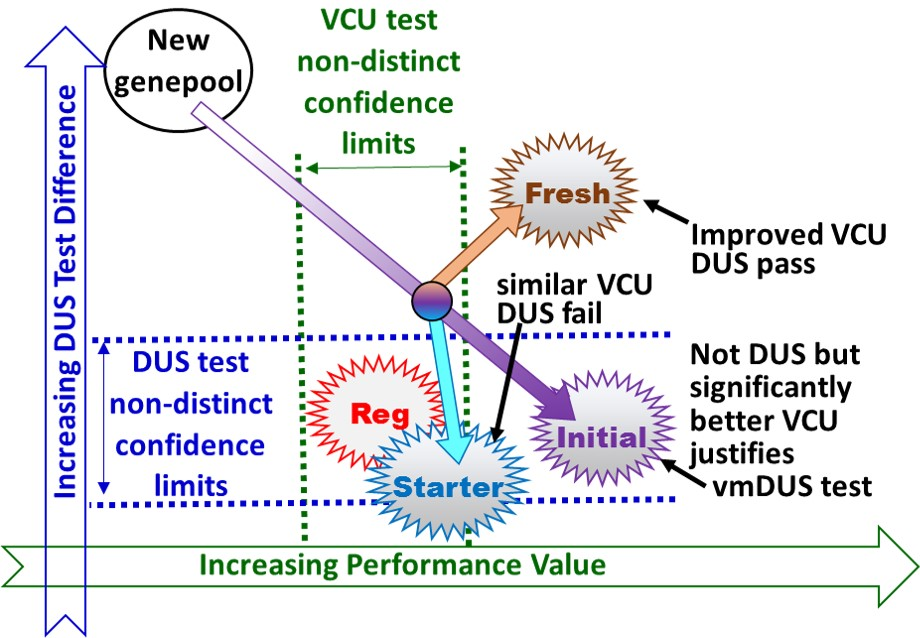 New
genepool
VCU test
non-distinct
confidence
limits
Increasing DUS Test Difference
Fresh
Improved VCU
DUS pass
similar VCU
DUS fail
DUS test
non-distinct
confidence
limits
Reg
Starter
Initial
Not DUS but
significantly
better VCU
justifies
vmDUS test
Increasing Performance Value